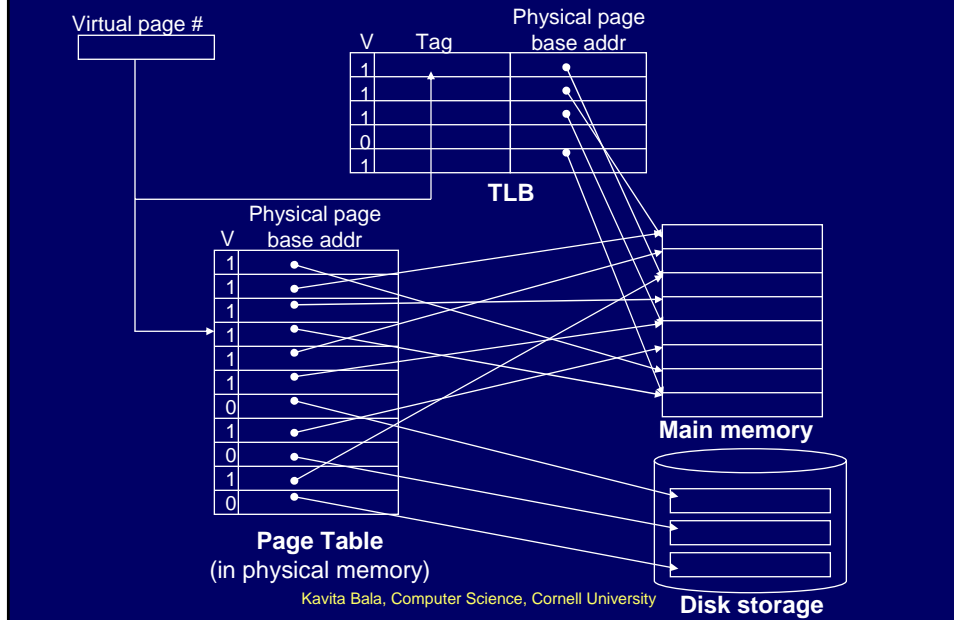 Virtual page #
Physical page
base addr
V Tag
1
1
1
0
1
TLB
Physical page
base addr
V
1
1
1
1
1
1
0
1
0
1
0
Page Table
(in physical memory)
Main memory
Disk storage
Kavita Bala, Computer Science, Cornell University